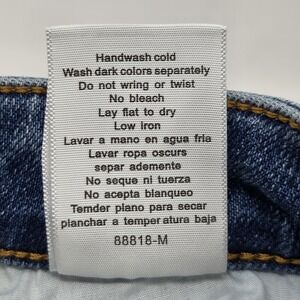 Handwash cold
Wash dark colors separately
Do not wring or twist
No bleach
Lay flat to dry
Low iron
Lavar a mano en agua fria
Lavar ropa oscurs
separ ademente
No seque ni tuerza
No acepta blanqueo
Temder plano para secar
planchar a temperatura baja
88818-M